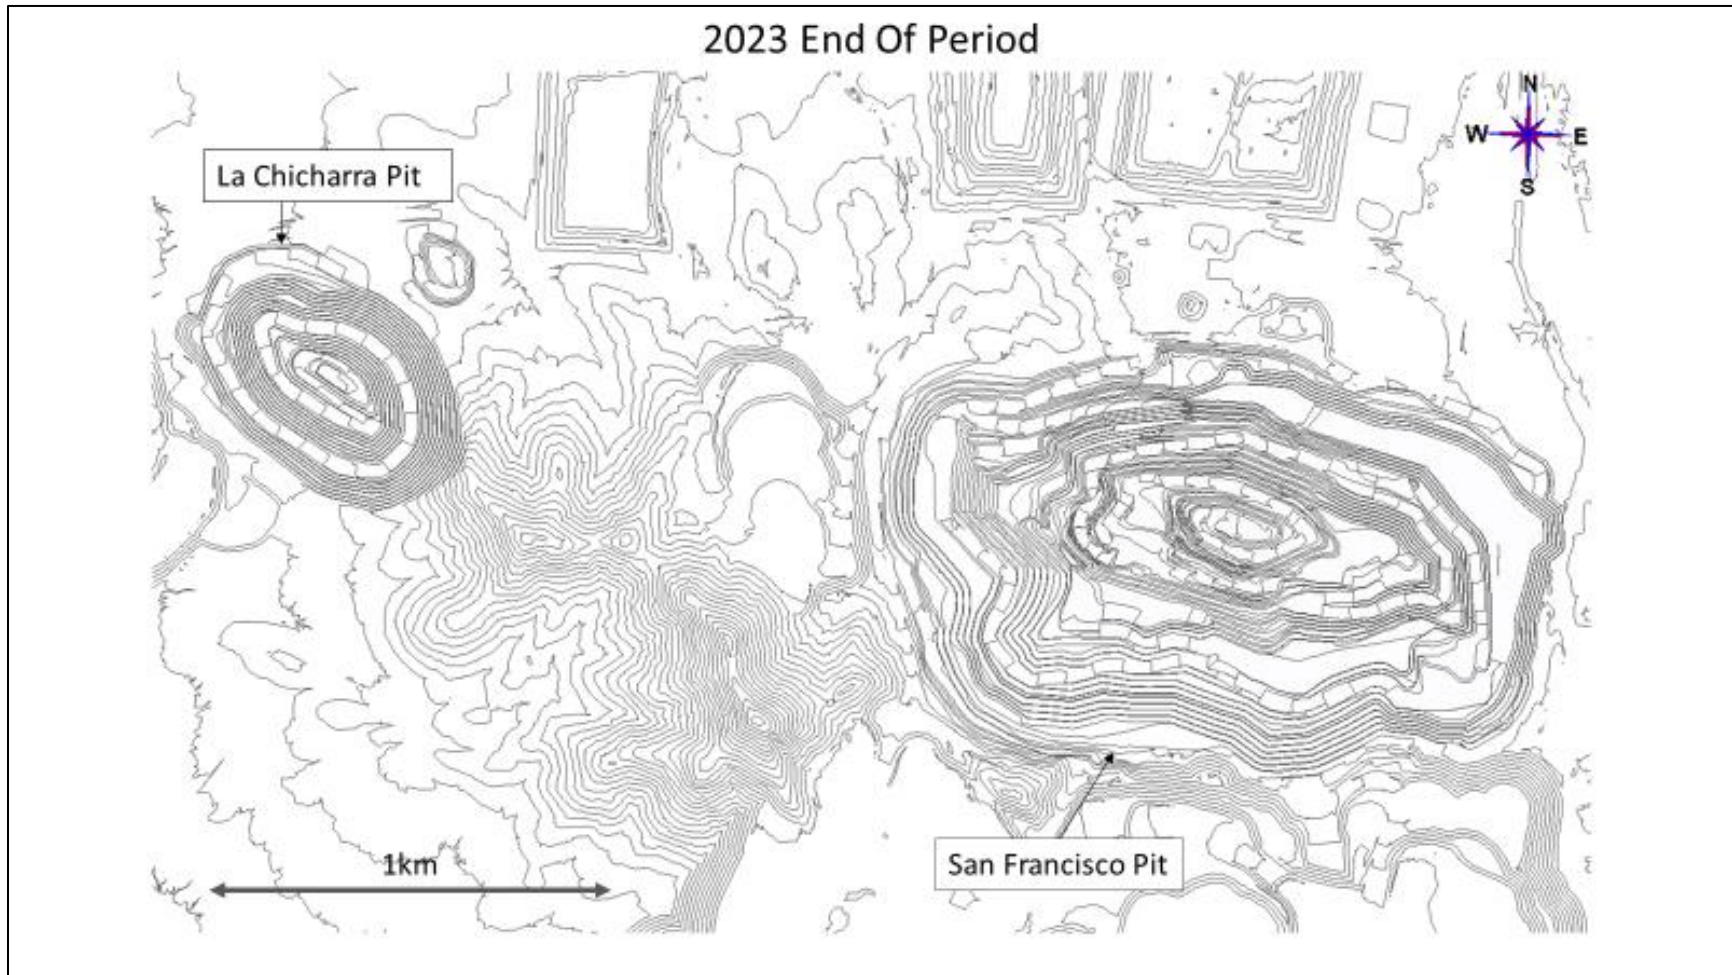 2023 End Of Period
N
W E
S
La Chicharra Pit
1km
San Francisco Pit